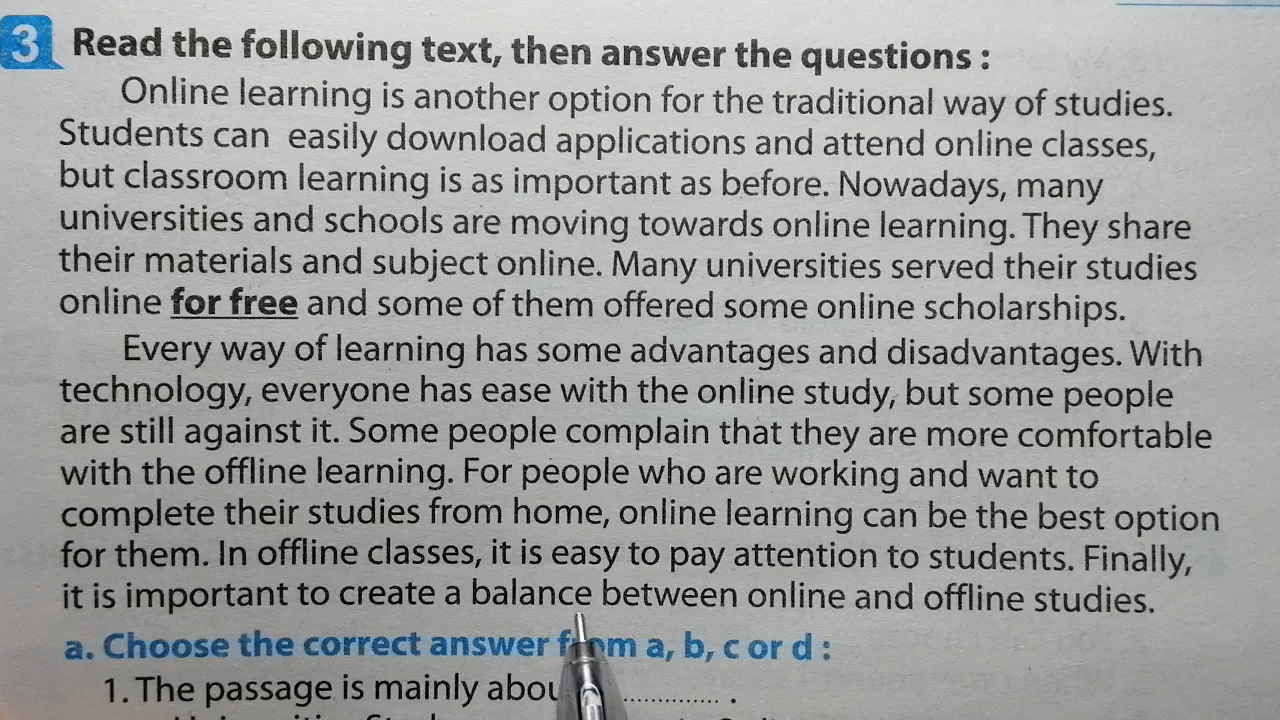 3 Read the following text, then answer the questions :
Online learning is another option for the traditional way of studies.
Students can easily download applications and attend online classes,
but classroom learning is as important as before. Nowadays, many
universities and schools are moving towards online learning. They share
their materials and subject online. Many universities served their studies
online for free and some of them offered some online scholarships.
Every way of learning has some advantages and disadvantages. With
technology, everyone has ease with the online study, but some people
are still against it. Some people complain that they are more comfortable
with the offline learning. For people who are working and want to
complete their studies from home, online learning can be the best option
for them. In offline classes, it is easy to pay attention to students. Finally,
it is important to create a balance between online and offline studies.
a. Choose the correct answer from a, b, c or d :
1. The passage is mainly about ............... .